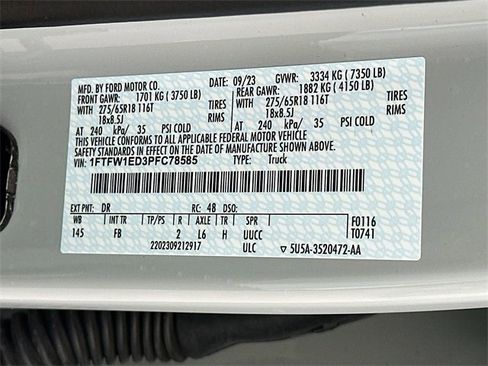 MFD. BY FORD MOTOR CO. 09/23 GVWR: 3334 KG ( 7350 LB)
FRONT GAWR: 1701 KG ( 3750 LB) REAR GAWR: 1882 KG ( 4150 LB)
275/65R18 116T TIRES 275/65R18 116T TIRES
18x8.5J RIMS 18x8.5J RIMS
AT 240 kPa/ 35 PSI COLD AT 240 kPa/ 35 PSI COLD
THIS VEHICLE CONFORMS TO ALL APPLICABLE FEDERAL MOTOR VEHICLE
SAFETY STANDARDS IN EFFECT ON THE DATE OF MANUFACTURE SHOWN ABOVE.
VIN: 1FTFW1ED3PFC78585 TYPE: Truck
EXT PNT: DR RC: 48 DSO: F0116
WB INT TR TP/PS R AXLE TR SPR T0741
145 FB 2 L6 H UUCC
2202309212917 ULC 5U5A-3520472-AA